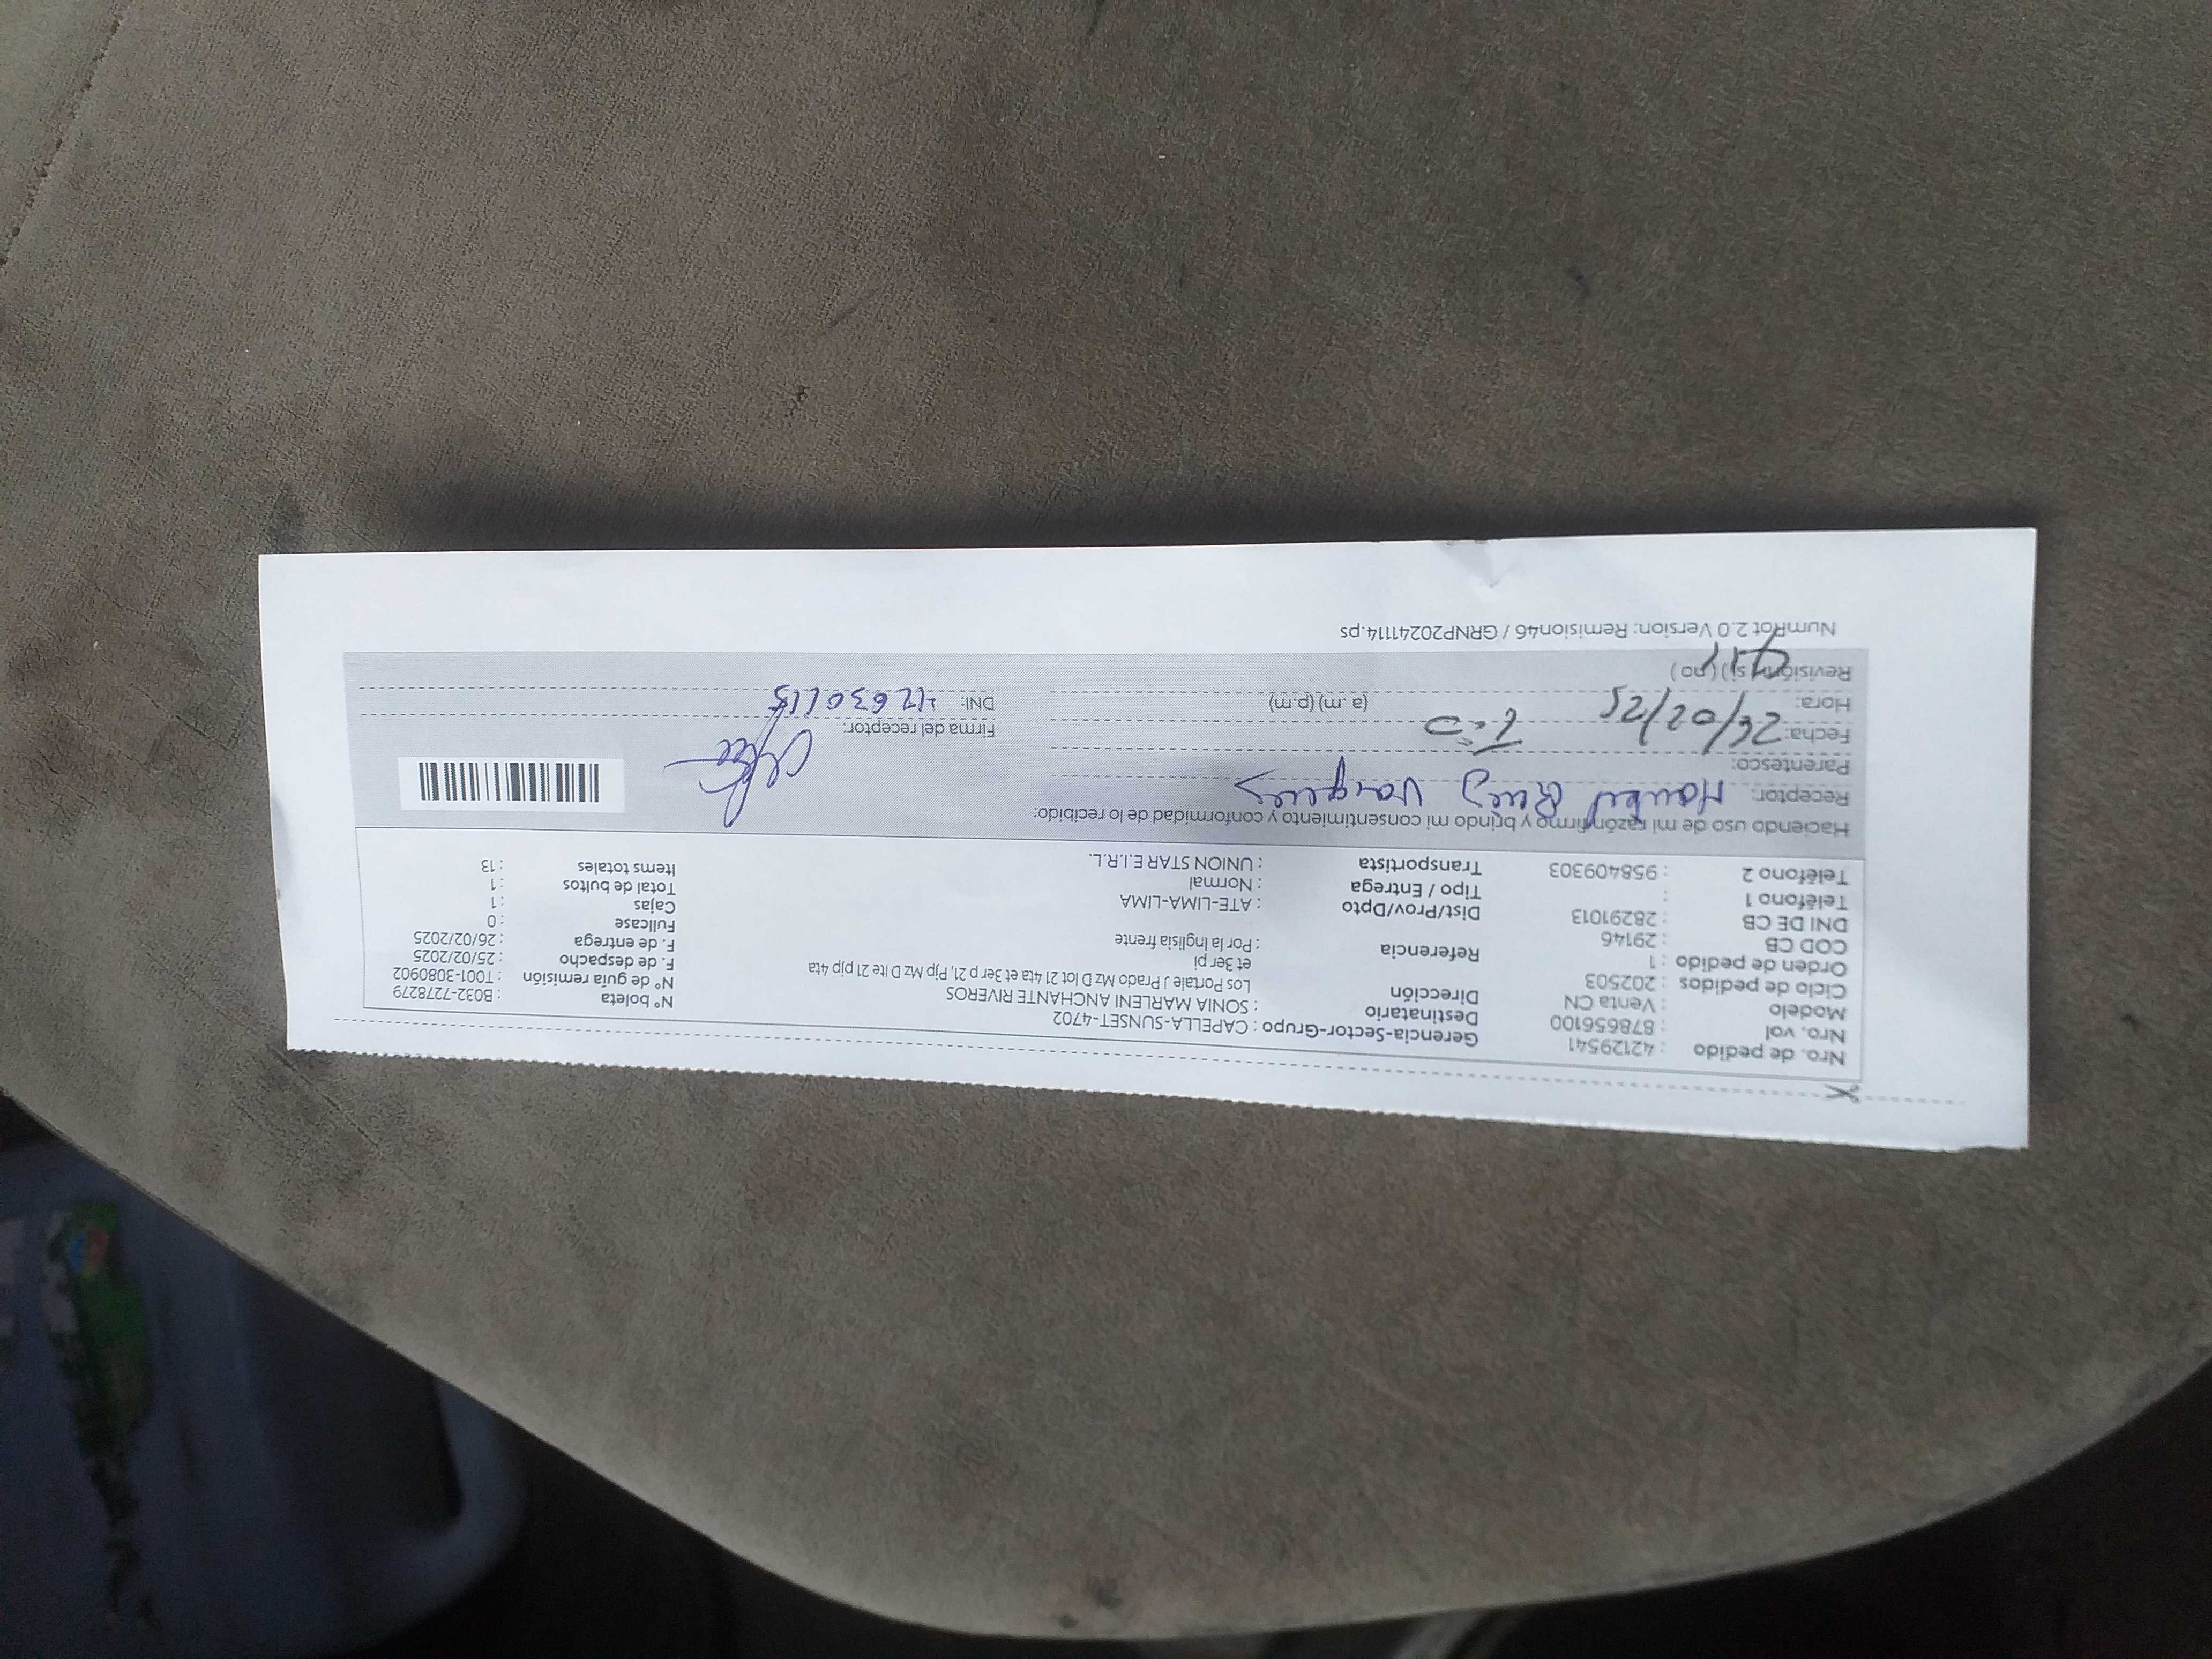 Nro. de pedido : 42129541 Gerencia-Sector-Grupo : CAPELLA-SUNSET-4702 N° boleta : B032-7278279
Nro. vol : 878656100 Destinatario : SONIA MARLENI ANCHANTE RIVEROS N° de guía remisión : T001-3080902
Modelo : Venta CN Dirección Los Portale J Prado Mz D lot 21 4ta et 3er p 21, Pjp Mz D lte 21 pjp 4ta F. de despacho : 25/02/2025
Ciclo de pedidos : 202503 et 3er pi F. de entrega : 26/02/2025
Orden de pedido : 1 Referencia : Por la Inglisia frente Fullcase : 0
COD CB : 29146 Cajas : 1
DNI DE CB : 28291013 Dist/Prov/Dpto : ATE-LIMA-LIMA Total de bultos : 1
Teléfono 1 : Tipo / Entrega : Normal Items totales : 13
Teléfono 2 : 958409303 Transportista : UNION STAR E.I.R.L.
Haciendo uso de mi razón firmo y brindo mi consentimiento y conformidad de lo recibido:
Receptor:
Parentesco:
Fecha: 26/02/25 Firma del receptor:
Hora: (a .m) (p.m) DNI: 42630115
Revisión( si ) ( no )
NumRot 2.0 Version: Remision46 / GRNP20241114.ps